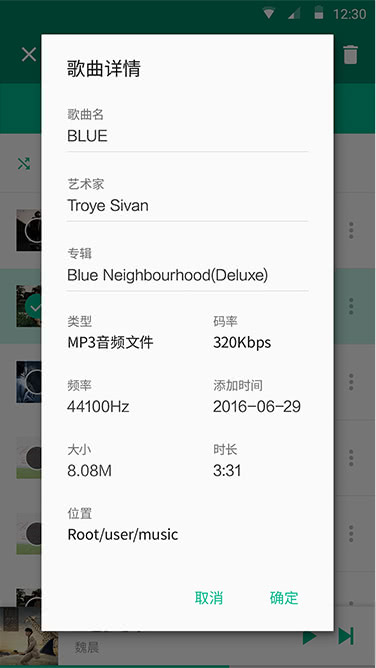 12:30
歌曲详情
歌曲名
BLUE
艺术家
Troye Sivan
专辑
Blue Neighbourhood(Deluxe)
类型 码率
MP3音频文件 320Kbps
频率 添加时间
44100Hz 2016-06-29
大小 时长
8.08M 3:31
位置
Root/user/music
取消 确定
魏晨